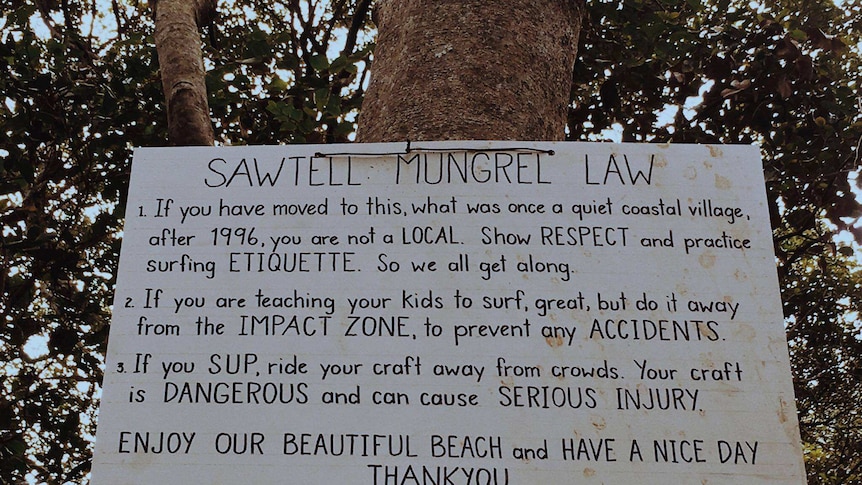 SAWTELL MUNGREL LAW
1. If you have moved to this, what was once a quiet coastal village,
after 1996, you are not a LOCAL. Show RESPECT and practice
surfing ETIQUETTE. So we all get along.
2. If you are teaching your kids to surf, great, but do it away
from the IMPACT ZONE, to prevent any ACCIDENTS.
3. If you SUP, ride your craft away from crowds. Your craft
is DANGEROUS and can cause SERIOUS INJURY.
ENJOY OUR BEAUTIFUL BEACH and HAVE A NICE DAY
THANKYOU